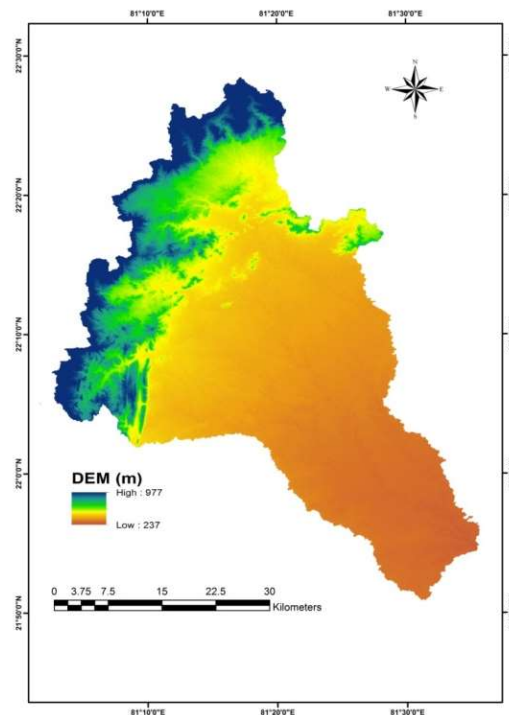 81°10'0"E 81°20'0"E 81°30'0"E
22°30'0"N
N
W E
S
22°20'0"N
22°10'0"N
22°0'0"N
DEM (m)
High : 977
Low : 237
0 3.75 7.5 15 22.5 30
Kilometers
21°50'0"N
81°10'0"E 81°20'0"E 81°30'0"E